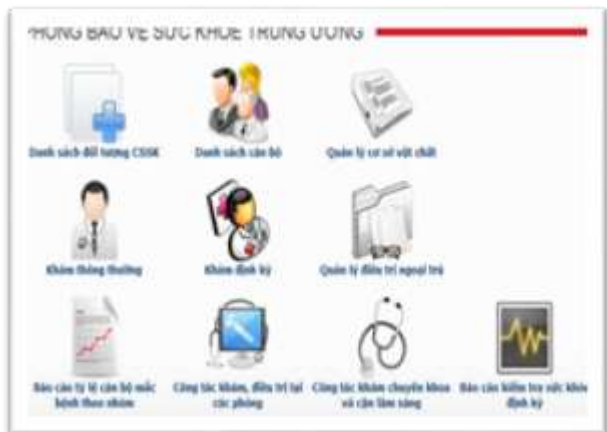 PHÒNG BẢO VỆ SỨC KHỎE TRUNG ƯƠNG
Danh sách đối tượng CSSK
Danh sách cán bộ
Quản lý cơ sở vật chất
Khám thông thường
Khám định kỳ
Quản lý điều trị ngoại trú
Báo cáo tỷ lệ cán bộ mắc
bệnh theo nhóm
Công tác khám, điều trị tại
các phòng
Công tác khám chuyên khoa
và cận lâm sàng
Báo cáo kiểm tra sức khỏe
định kỳ